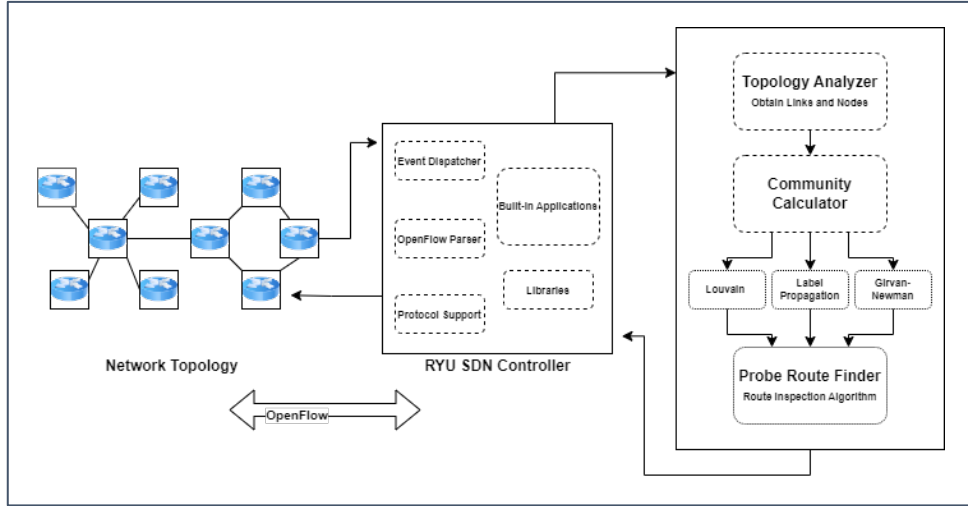 Topology Analyzer
Obtain Links and Nodes
Event Dispatcher
Built-In Applications
Community
Calculator
OpenFlow Parser
Libraries
Louvain
Label
Propagation
Girvan-
Newman
Protocol Support
Network Topology
RYU SDN Controller
Probe Route Finder
Route Inspection Algorithm
OpenFlow